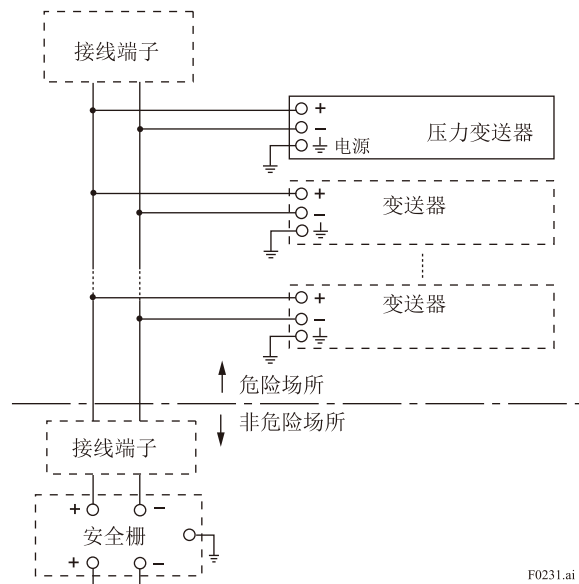 接线端子
+
−
电源
压力变送器
+
−
变送器
+
−
变送器
危险场所
非危险场所
接线端子
+ −
安全栅
+ −
F0231.ai